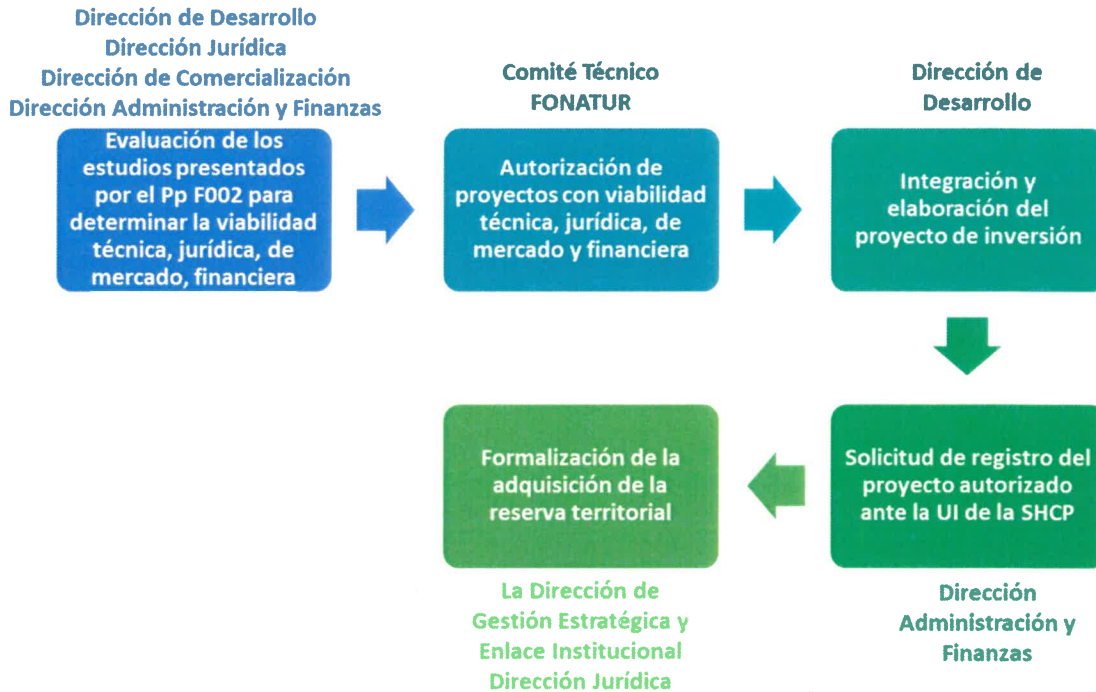 Dirección de Desarrollo
Dirección Jurídica
Dirección de Comercialización
Dirección Administración y Finanzas
Evaluación de los
estudios presentados
por el Pp F002 para
determinar la viabilidad
técnica, jurídica, de
mercado, financiera
Comité Técnico
FONATUR
Autorización de
proyectos con viabilidad
técnica, jurídica, de
mercado y financiera
Dirección de
Desarrollo
Integración y
elaboración del
proyecto de inversión
Solicitud de registro del
proyecto autorizado
ante la UI de la SHCP
Dirección
Administración y
Finanzas
Formalización de la
adquisición de la
reserva territorial
La Dirección de
Gestión Estratégica y
Enlace Institucional
Dirección Jurídica